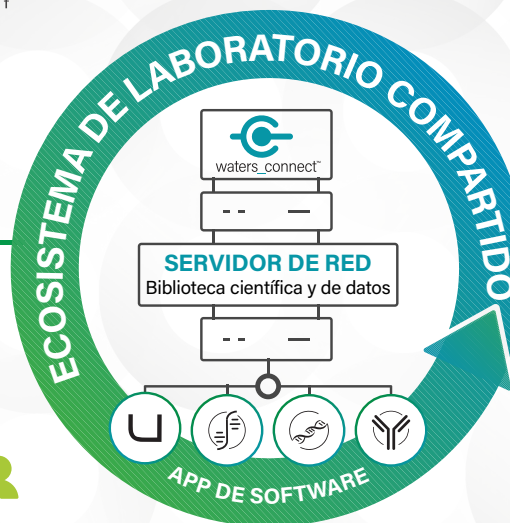 ECOSISTEMA DE LABORATORIO COMPARTIDO
waters_connect™
SERVIDOR DE RED
Biblioteca científica y de datos
APP DE SOFTWARE